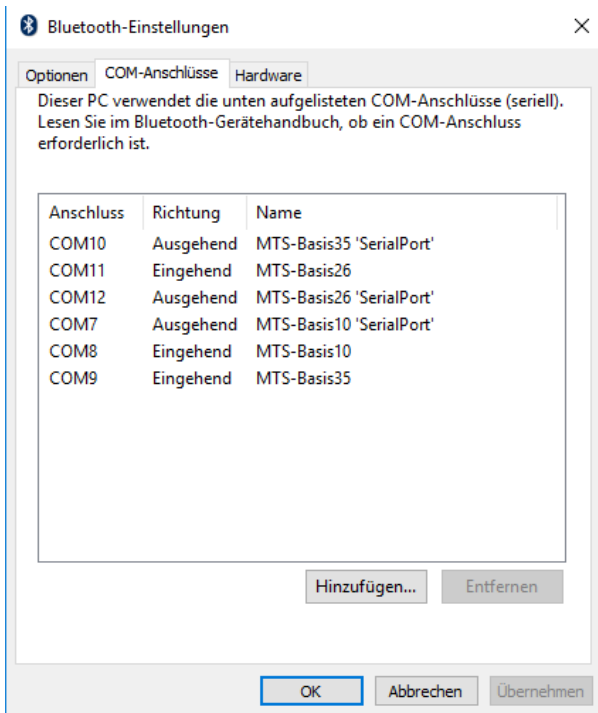 Bluetooth-Einstellungen
Optionen COM-Anschlüsse Hardware
Dieser PC verwendet die unten aufgelisteten COM-Anschlüsse (seriell).
Lesen Sie im Bluetooth-Gerätehandbuch, ob ein COM-Anschluss
erforderlich ist.
Anschluss Richtung Name
COM10 Ausgehend MTS-Basis35 'SerialPort'
COM11 Eingehend MTS-Basis26
COM12 Ausgehend MTS-Basis26 'SerialPort'
COM7 Ausgehend MTS-Basis10 'SerialPort'
COM8 Eingehend MTS-Basis10
COM9 Eingehend MTS-Basis35
Hinzufügen... Entfernen
OK Abbrechen Übernehmen